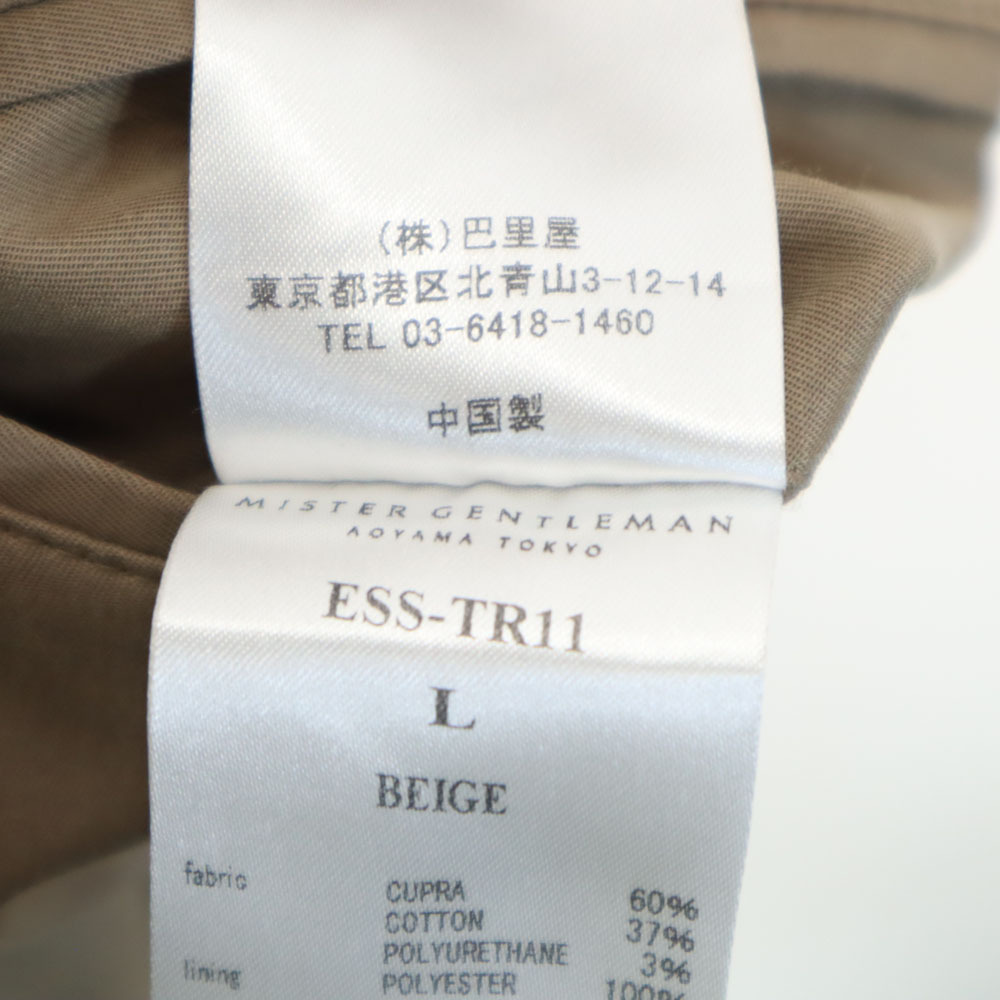 (株)巴里屋
東京都港区北青山3-12-14
TEL 03-6418-1460
中国製
MISTER GENTLEMAN
AOYAMA TOKYO
ESS-TR11
L
BEIGE
fabric
CUPRA 60%
COTTON 37%
POLYURETHANE 3%
lining POLYESTER 100%